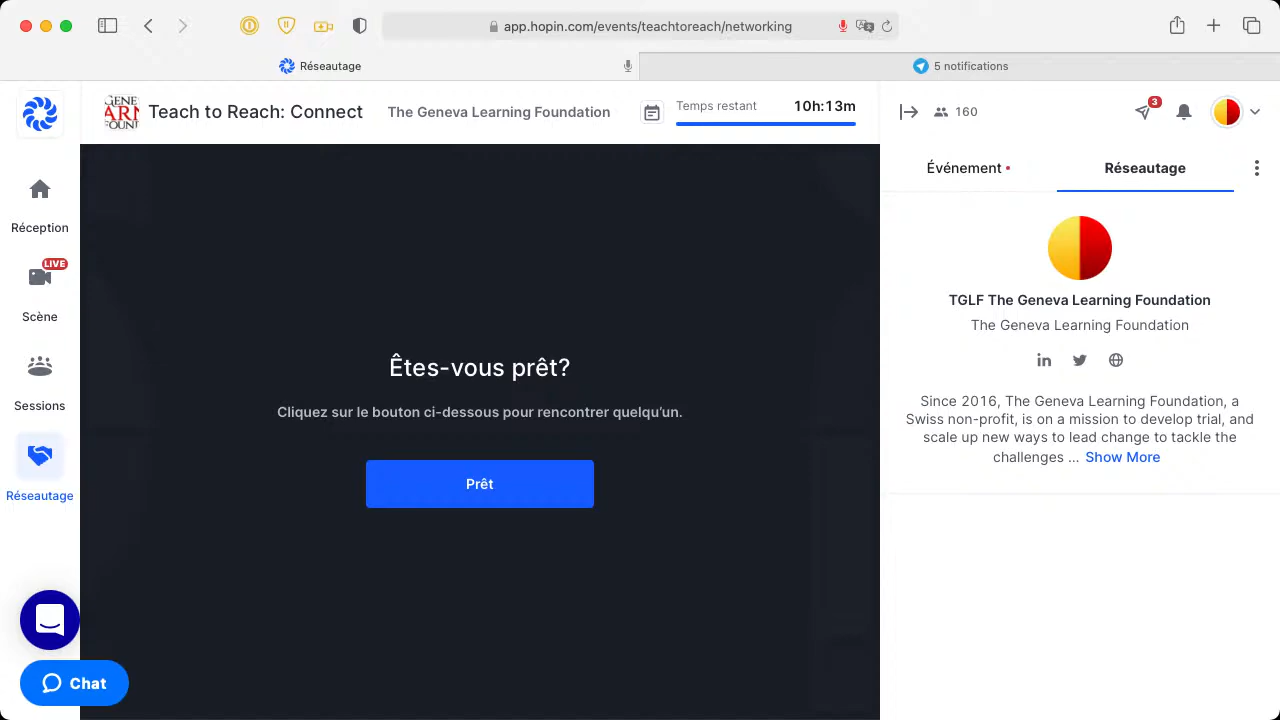 app.hopin.com/events/teachtoreach/networking
Réseautage
5 notifications
GENE
ARN
FOUNT
Teach to Reach: Connect
The Geneva Learning Foundation
Temps restant
10h:13m
160
3
Réception
LIVE
Scène
Sessions
Réseautage
Chat
Êtes-vous prêt?
Cliquez sur le bouton ci-dessous pour rencontrer quelqu’un.
Prêt
Événement
Réseautage
TGLF The Geneva Learning Foundation
The Geneva Learning Foundation
in
Since 2016, The Geneva Learning Foundation, a
Swiss non-profit, is on a mission to develop trial, and
scale up new ways to lead change to tackle the
challenges ... Show More